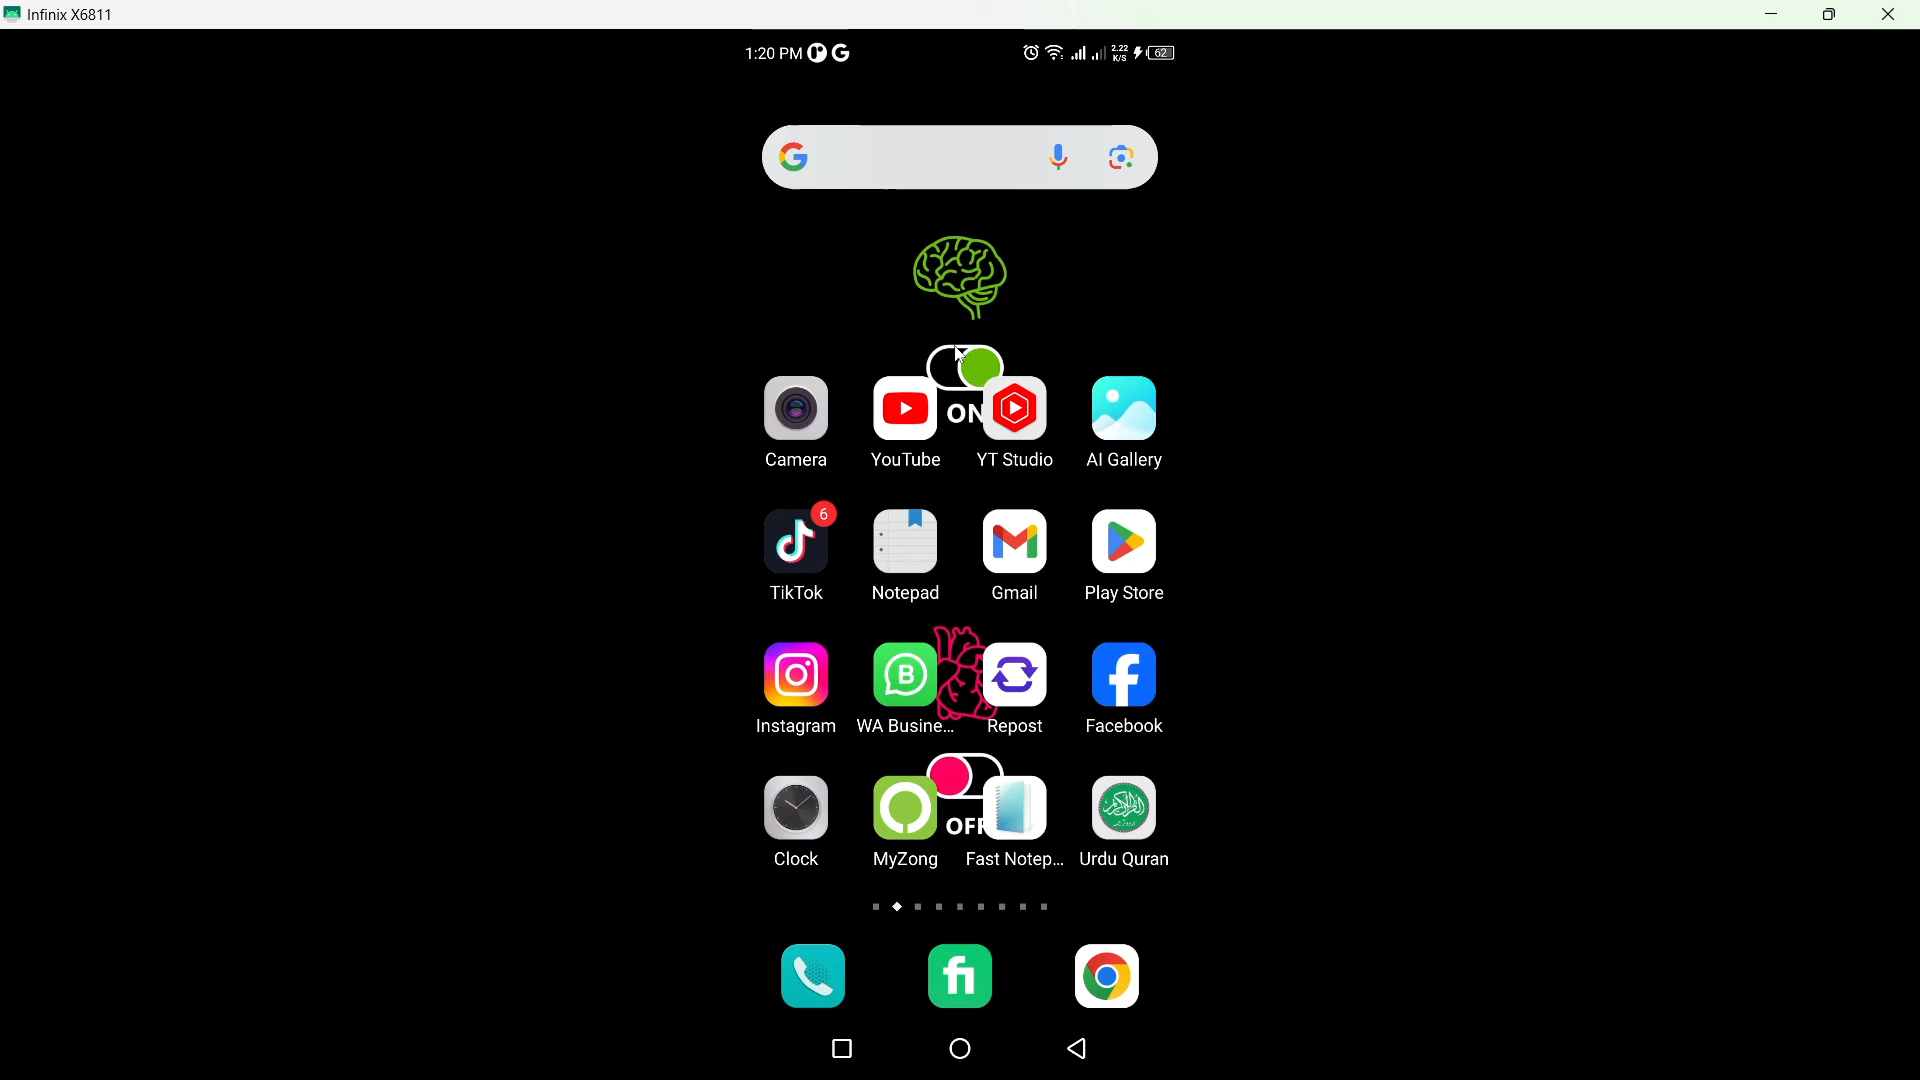 Infinix X6811
1:20 PM
2.22
K/S
62
ON
Camera
YouTube
YT Studio
AI Gallery
6
TikTok
Notepad
Gmail
Play Store
Instagram
WA Busine...
Repost
Facebook
OFF
Clock
MyZong
Fast Notep...
Urdu Quran
fi